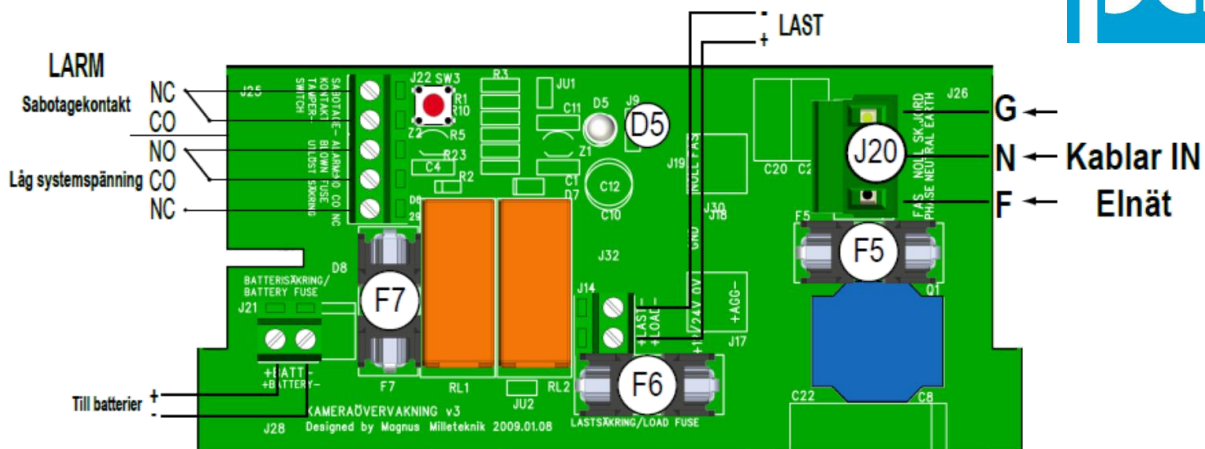 - LAST
+
LARM
Sabotagekontakt
NC
CO
NO
Låg systemspänning CO
NC
J25
SABOTAGE
KONTAKT
TAMPER-
SWITCH
ALARM
NO CO NC
BLOWN FUSE
UTLÖST SÄKRING
J22 SW3
R1
R10
Z2
R5
R23
C4
R2
D6
29
R3
JU1
C11
D5
J9
D5
Z1
C12
C10
C1
D7
J19
NOLL FAS
J30
J18
GND
C20
J20
J26
FAS NOLL SK.JORD
PHASE NEUTRAL EARTH
G
N
F
Kablar IN
Elnät
F5
F5
Q1
BATTERISÄKRING/
BATTERY FUSE
D8
J21
F7
F7
+BATT-
+BATTERY-
J28
Till batterier +
-
RL1
RL2
JU2
J32
J14
+LAST-
+LOAD-
+12/24V 0V
+AGG-
J17
F6
LASTSÄKRING/LOAD FUSE
C22
C8
KAMERAÖVERVAKNING v3
Designed by Magnus Milleteknik 2009.01.08